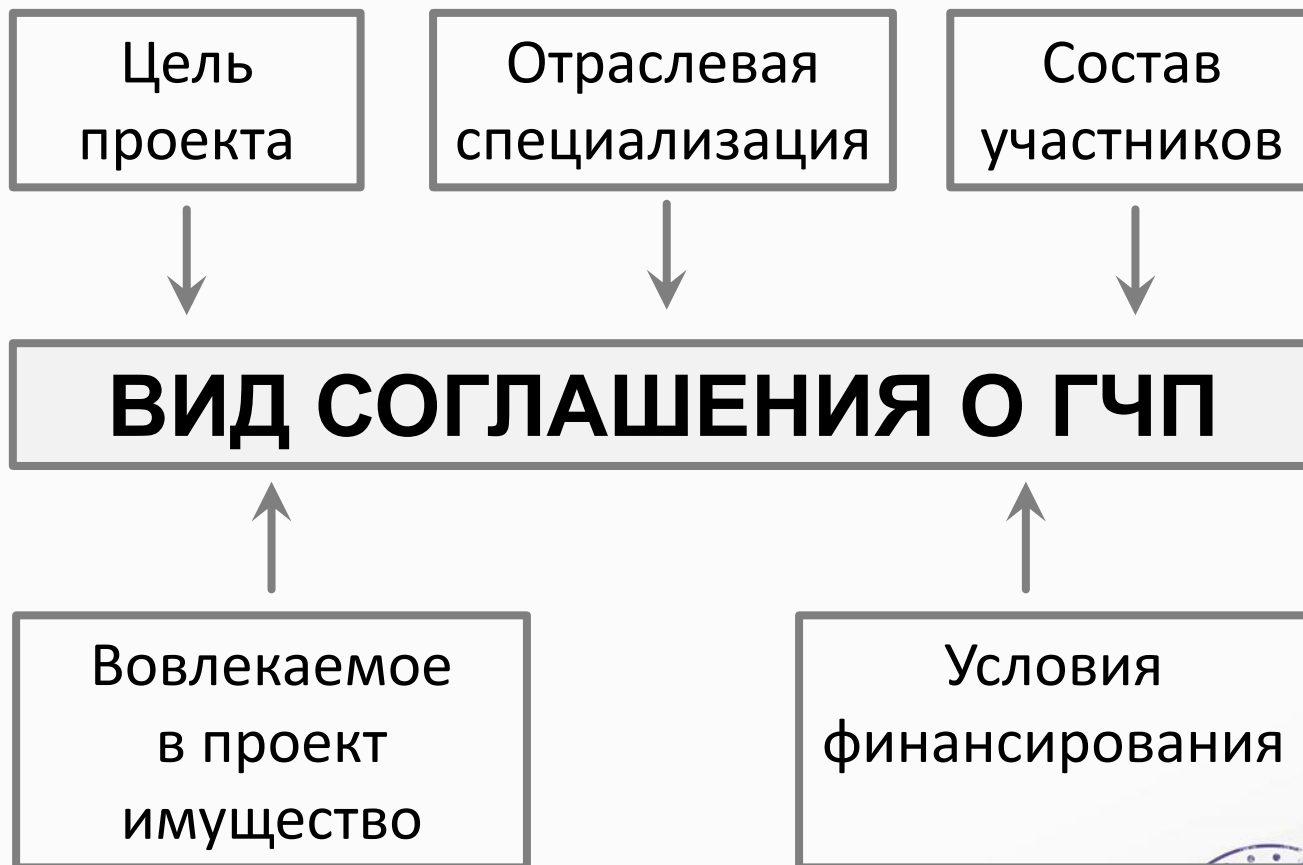 Цель
проекта
Отраслевая
специализация
Состав
участников
ВИД СОГЛАШЕНИЯ О ГЧП
Вовлекаемое
в проект
имущество
Условия
финансирования